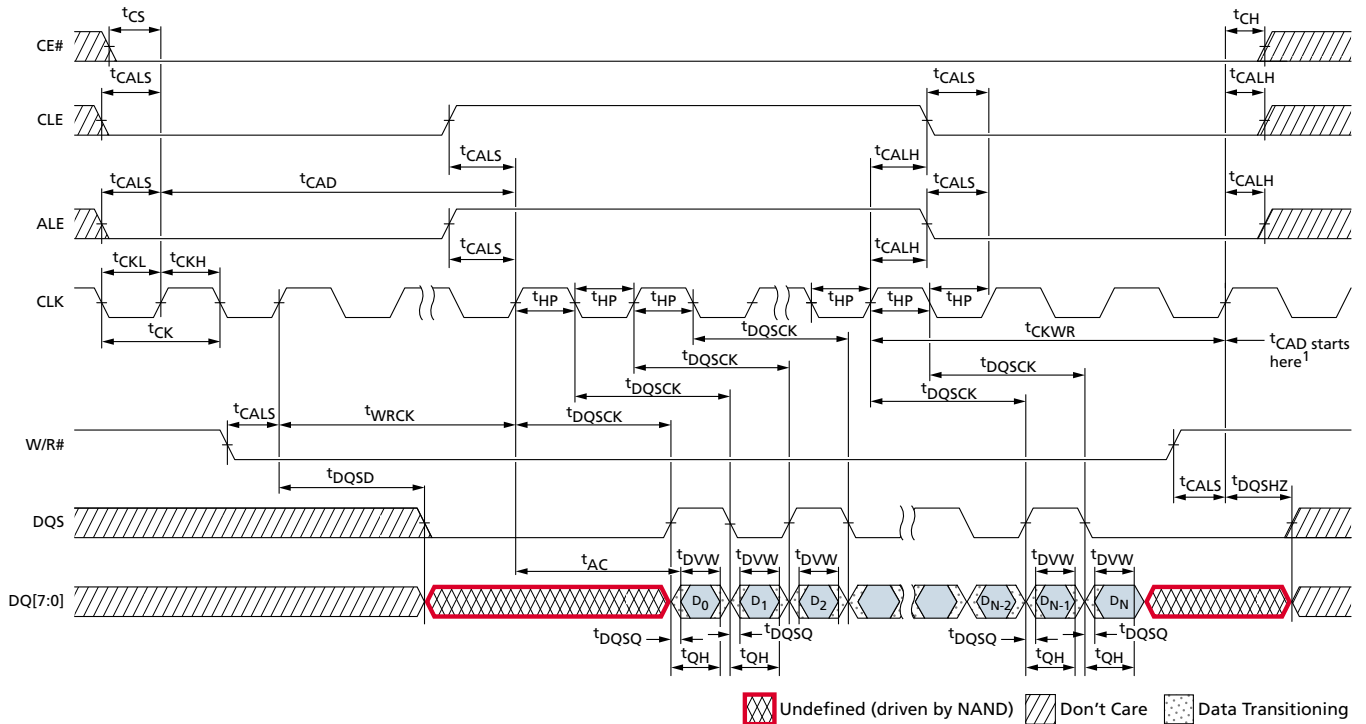 tCS tCH
CE#
tCALS tCALS tCALH
CLE
tCALS tCALH
tCALS tCAD tCALS tCALH
ALE
tCALS tCALH
tCKL tCKH
CLK
tHP tHP tHP tHP tHP tHP
tCK tDQSCK tCKWR tCAD starts here1
tDQSCK
tDQSCK tDQSCK
tDQSCK
tCALS tWRCK tDQSCK
W/R#
tDQSD tCALS tDQSHZ
DQS
tAC tDVW tDVW tDVW tDVW tDVW
DQ[7:0] D0 D1 D2 DN-2 DN-1 DN
tDQSQ tDQSQ tDQSQ tDQSQ
tQH tQH tQH tQH
Undefined (driven by NAND) Don't Care Data Transitioning